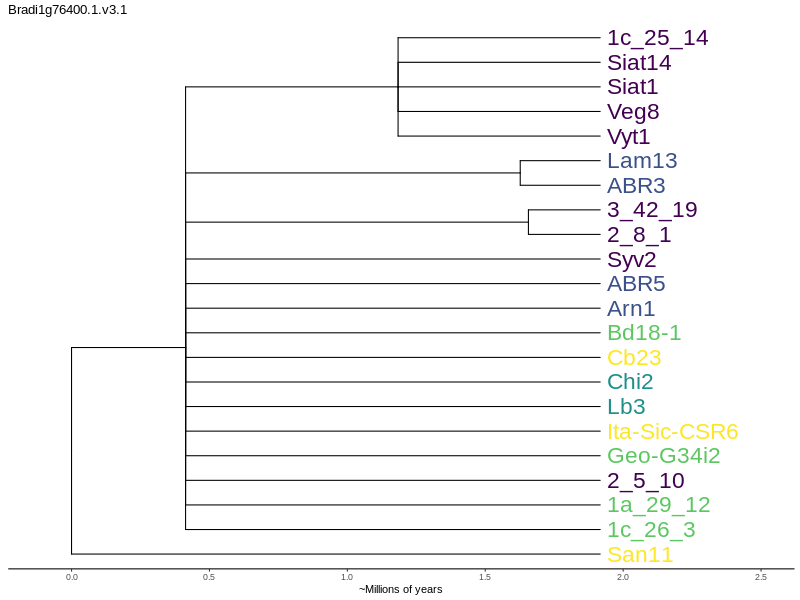 Bradi1g76400.1.v3.1
1c_25_14
Siat14
Siat1
Veg8
Vyt1
Lam13
ABR3
3_42_19
2_8_1
Syv2
ABR5
Arn1
Bd18-1
Cb23
Chi2
Lb3
Ita-Sic-CSR6
Geo-G34i2
2_5_10
1a_29_12
1c_26_3
San11
0.0 0.5 1.0 1.5 2.0 2.5
~Millions of years